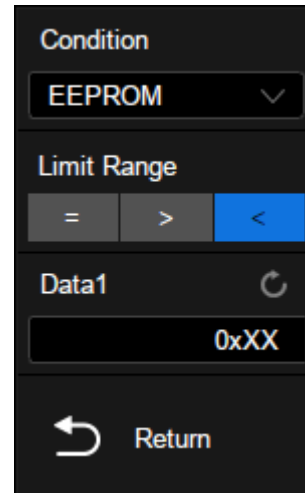 Condition
EEPROM
Limit Range
= > <
Data1
0xXX
Return